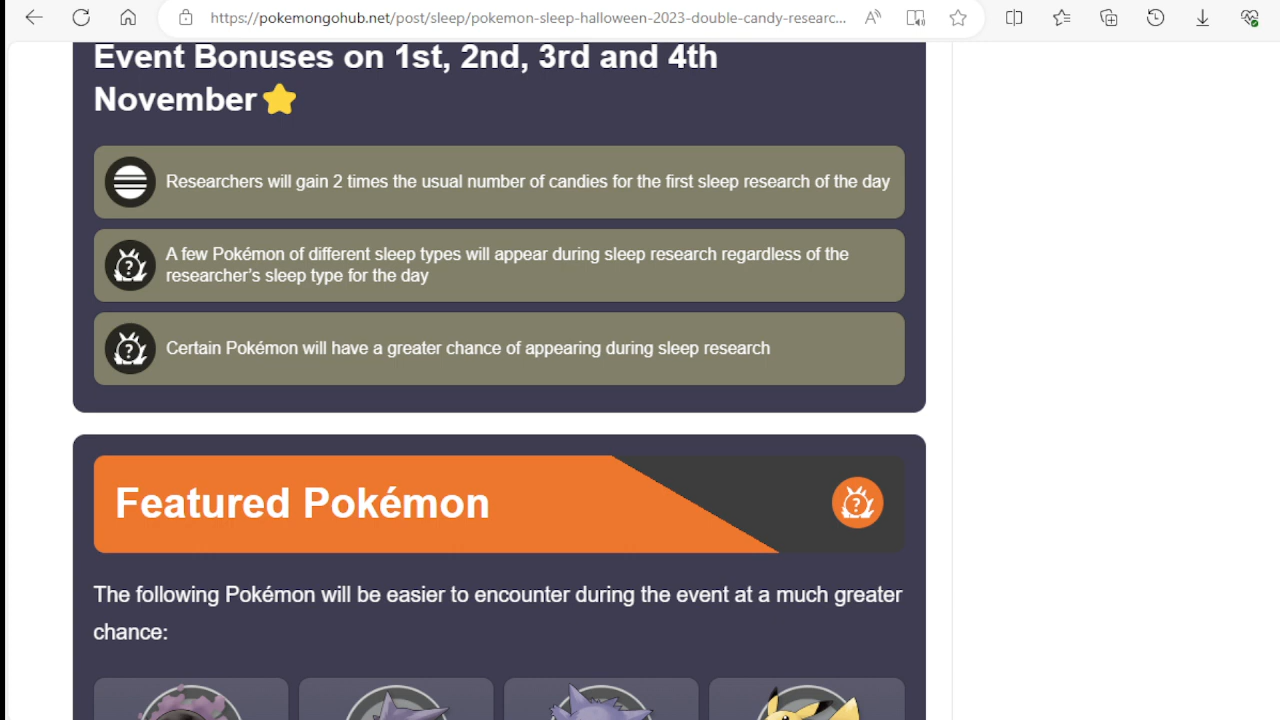 https://pokemongohub.net/post/sleep/pokemon-sleep-halloween-2023-double-candy-researc...
Event Bonuses on 1st, 2nd, 3rd and 4th
November
Researchers will gain 2 times the usual number of candies for the first sleep research of the day
A few Pokémon of different sleep types will appear during sleep research regardless of the
researcher's sleep type for the day
Certain Pokémon will have a greater chance of appearing during sleep research
Featured Pokémon
The following Pokémon will be easier to encounter during the event at a much greater
chance: